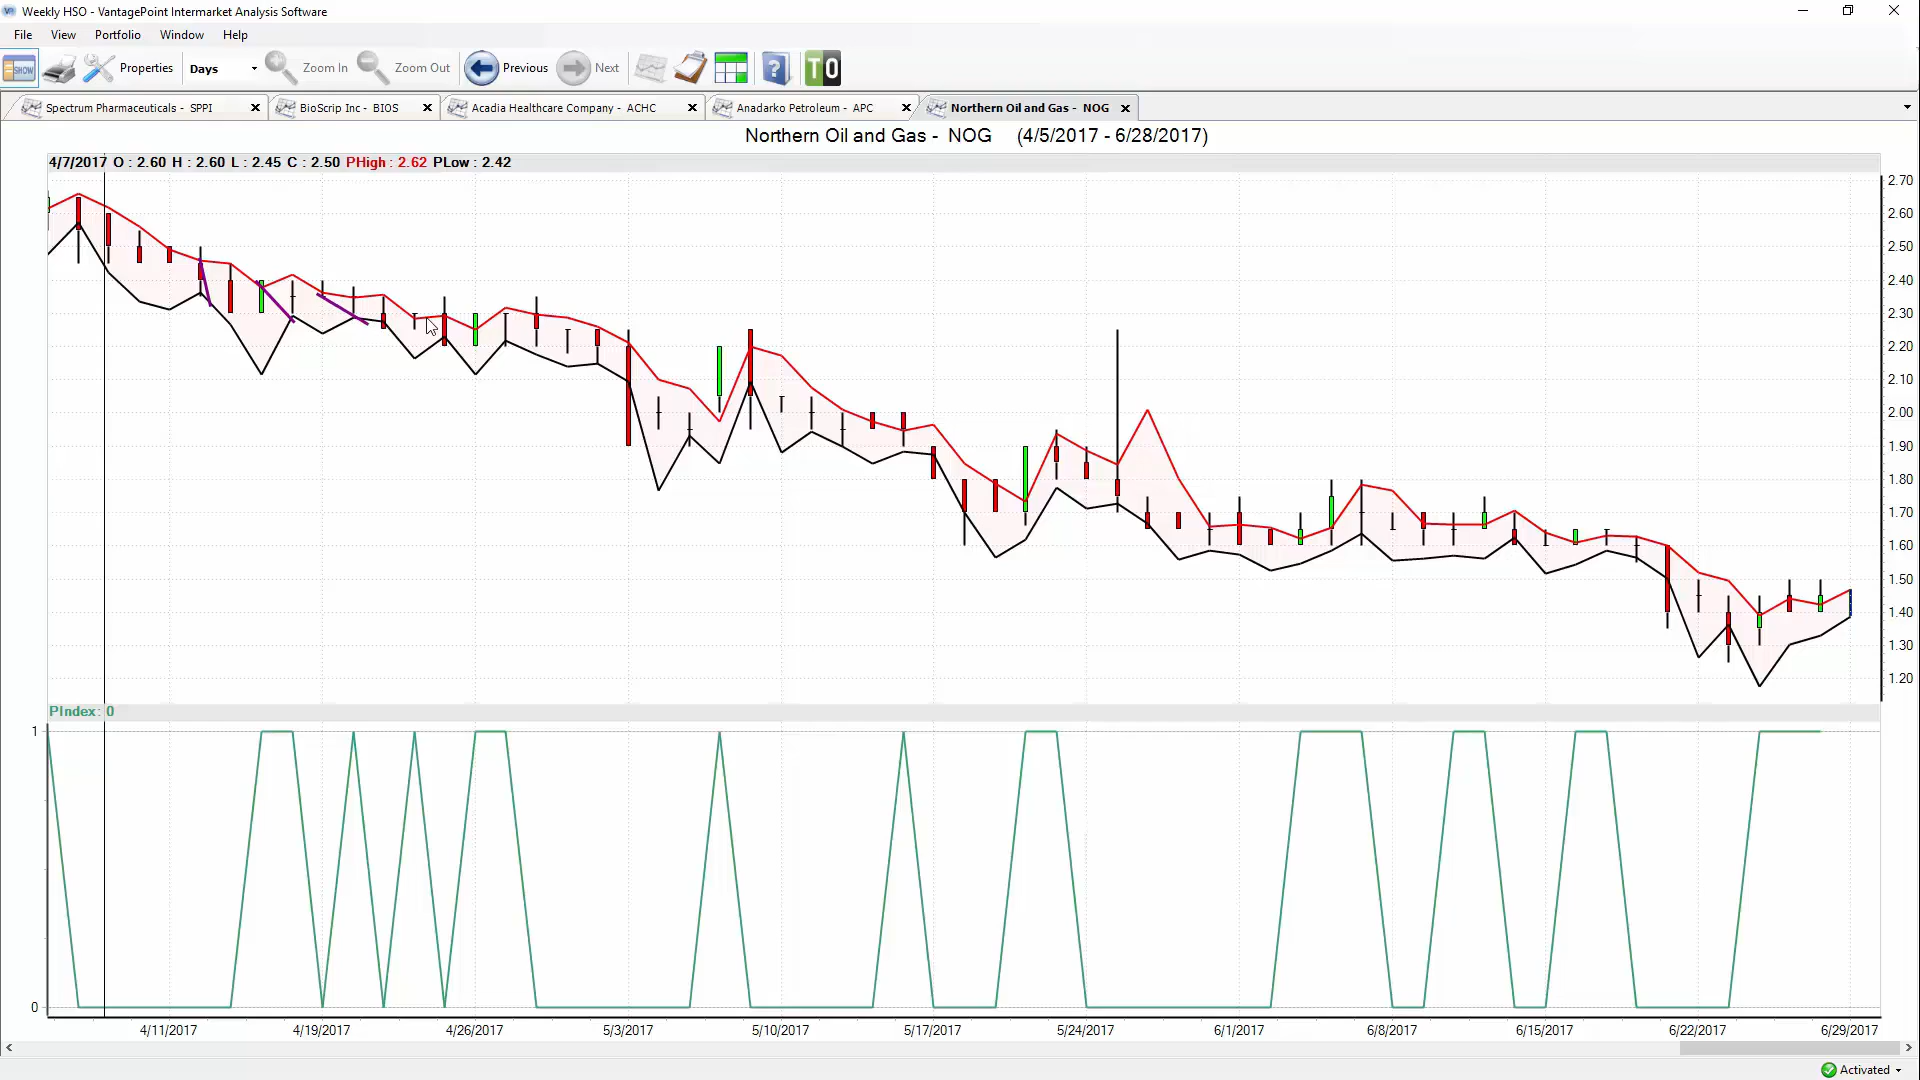 Weekly HSO - VantagePoint Intermarket Analysis Software
File View Portfolio Window Help
SHOW Properties Days Zoom In Zoom Out Previous Next ? TO
Spectrum Pharmaceuticals - SPPI BioScrip Inc - BIOS Acadia Healthcare Company - ACHC Anadarko Petroleum - APC Northern Oil and Gas - NOG
Northern Oil and Gas - NOG (4/5/2017 - 6/28/2017)
4/7/2017 O : 2.60 H : 2.60 L : 2.45 C : 2.50 PHigh : 2.62 PLow : 2.42
2.70
2.60
2.50
2.40
2.30
2.20
2.10
2.00
1.90
1.80
1.70
1.60
1.50
1.40
1.30
1.20
PIndex: 0
1
0
4/11/2017 4/19/2017 4/26/2017 5/3/2017 5/10/2017 5/17/2017 5/24/2017 6/1/2017 6/8/2017 6/15/2017 6/22/2017 6/29/2017
Activated